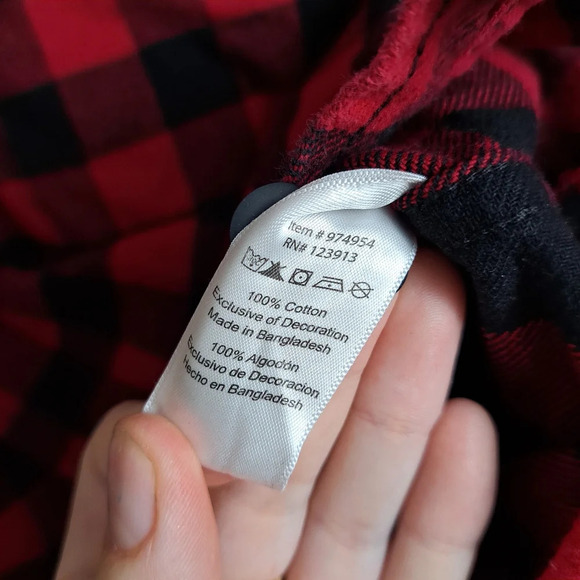 Item # 974954
RN# 123913
100% Cotton
Exclusive of Decoration
Made in Bangladesh
100% Algodón
Exclusivo de Decoracion
Hecho en Bangladesh